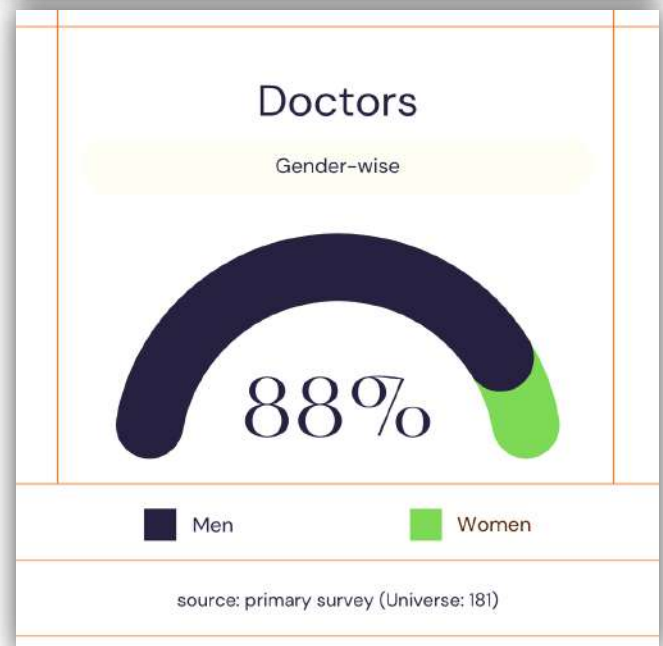 Doctors
Gender-wise
88%
Men
Women
source: primary survey (Universe: 181)